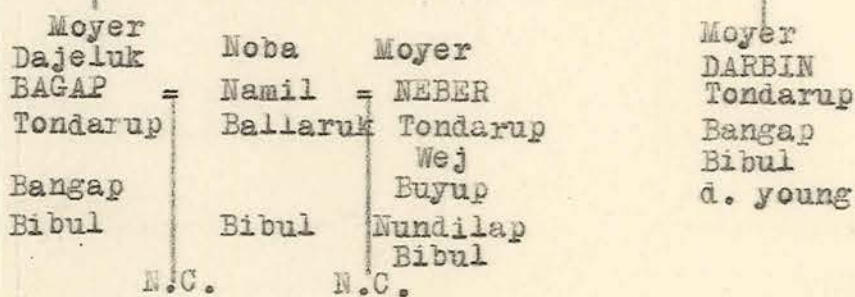 Moyer
Dajeluk
BAGAP =
Tondarup
Bangap
Bibul
N.C.
Noba
Namil =
Ballaruk
Bibul
N.C.
Moyer
NEBER
Tondarup
Wej
Buyup
Nundilap
Bibul
Moyer
DARBIN
Tondarup
Bangap
Bibul
d. young